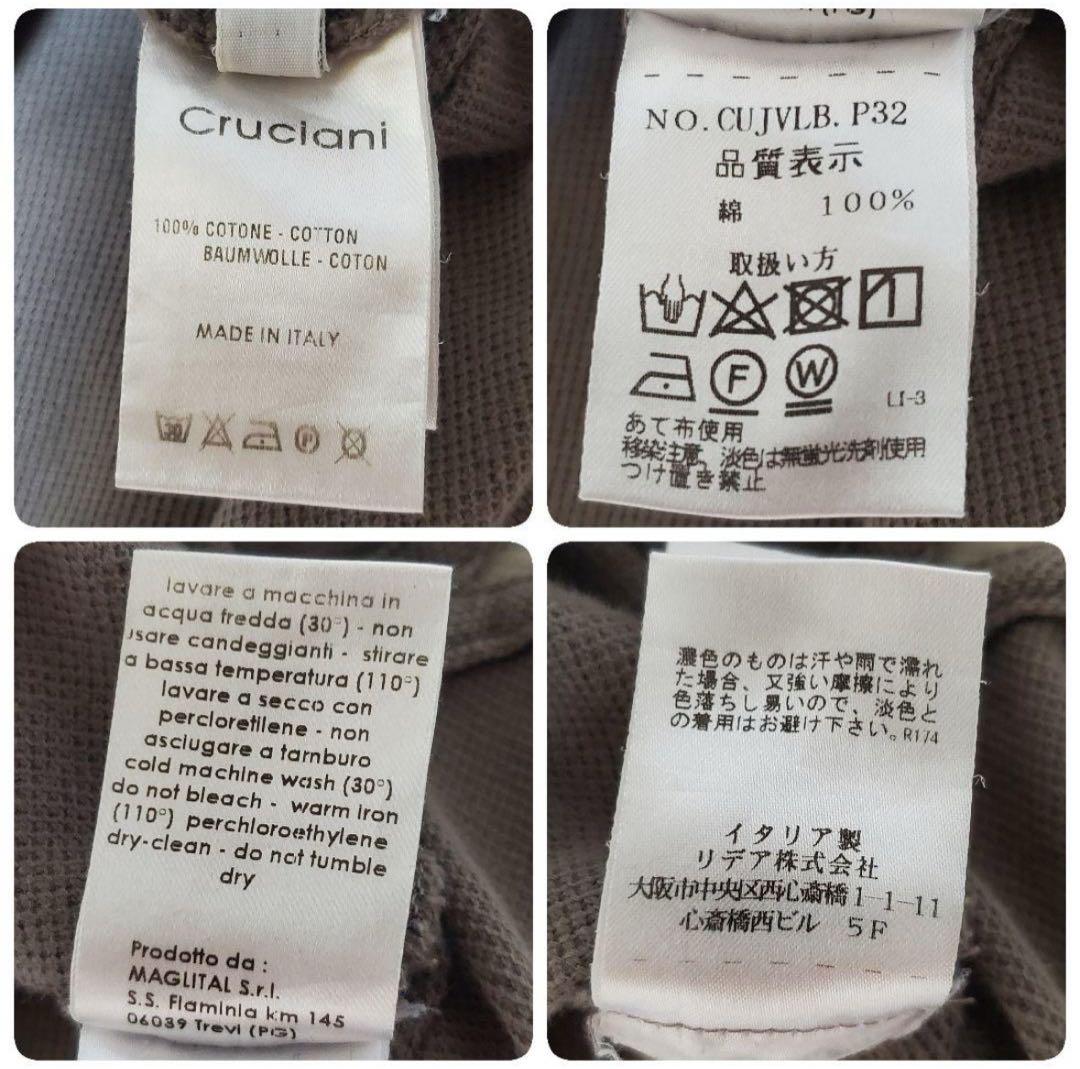 Cruciani
100% COTONE - COTTON
BAUMWOLLE - COTON
MADE IN ITALY
30
P
NO. CUJVLB. P32
品質表示
綿 100%
取扱い方
F W
LI-3
あて布使用
移染注意、淡色は無蛍光洗剤使用
つけ置き禁止
lavare a macchina in
acqua fredda (30°) - non
usare candeggianti - stirare
a bassa temperatura (110°)
lavare a secco con
percloretilene - non
asciugare a tamburo
cold machine wash (30°)
do not bleach - warm iron
(110°) perchloroethylene
dry-clean - do not tumble
dry
Prodotto da :
MAGLITAL S.r.l.
S.S. Flaminia km 145
06039 Trevi (PG)
濃色のものは汗や雨で濡れ
た場合、又強い摩擦により
色落ちし易いので、淡色と
の着用はお避け下さい。R174
イタリア製
リデア株式会社
大阪市中央区西心斎橋1-1-11
心斎橋西ビル 5F